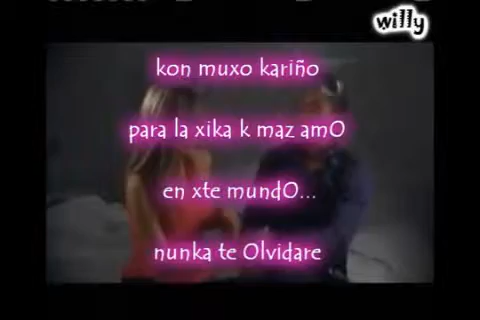 willy
kon muxo kariño
para la xika k maz amO
en xte mundO...
nunka te Olvidare